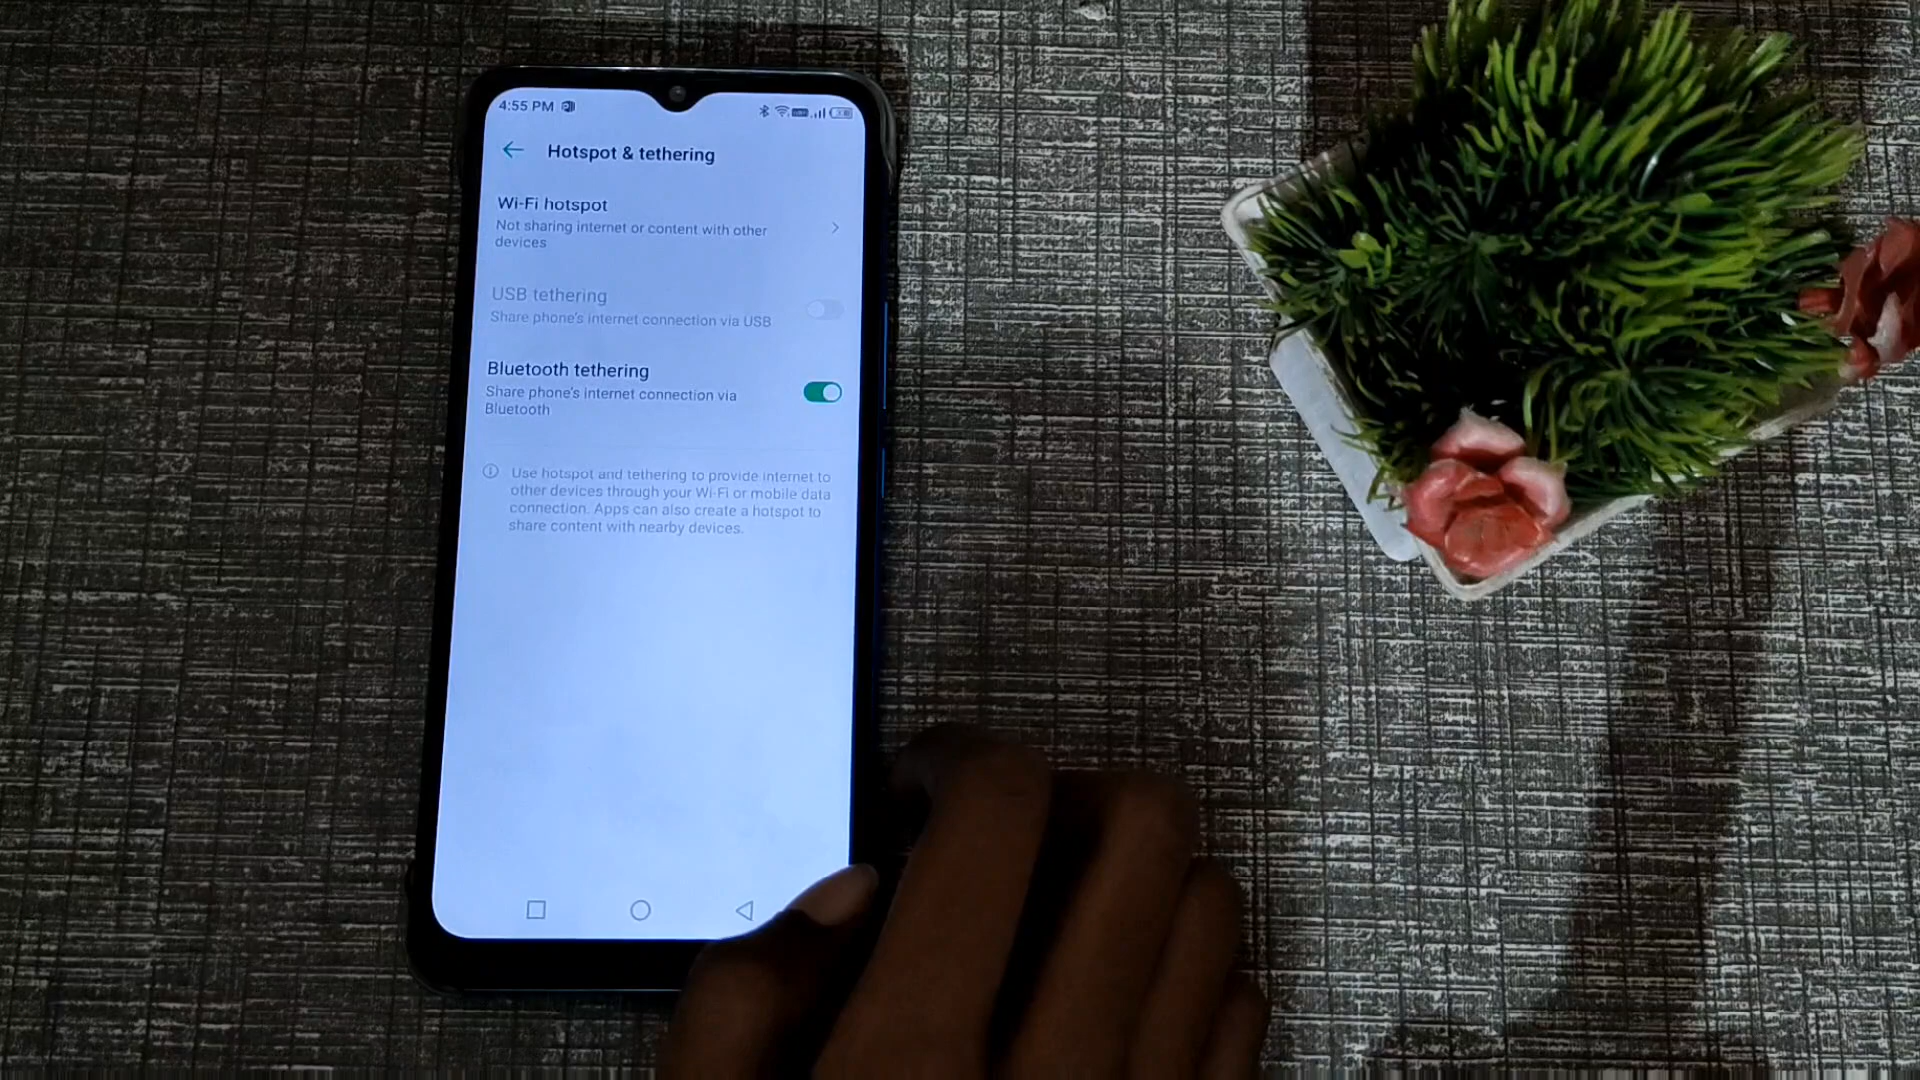 4:55 PM
Hotspot & tethering
Wi-Fi hotspot
Not sharing internet or content with other
devices
USB tethering
Share phone's internet connection via USB
Bluetooth tethering
Share phone's internet connection via
Bluetooth
Use hotspot and tethering to provide internet to
other devices through your Wi-Fi or mobile data
connection. Apps can also create a hotspot to
share content with nearby devices.